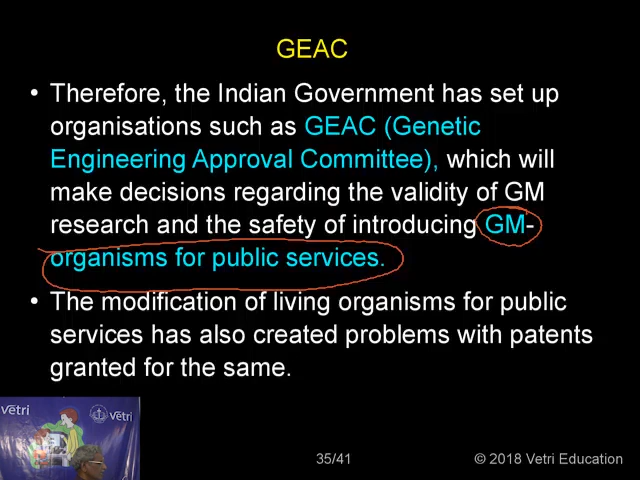 GEAC
• Therefore, the Indian Government has set up
organisations such as GEAC (Genetic
Engineering Approval Committee), which will
make decisions regarding the validity of GM
research and the safety of introducing GM-
organisms for public services.
• The modification of living organisms for public
services has also created problems with patents
granted for the same.
Vetri
Vetri
35/41
© 2018 Vetri Education